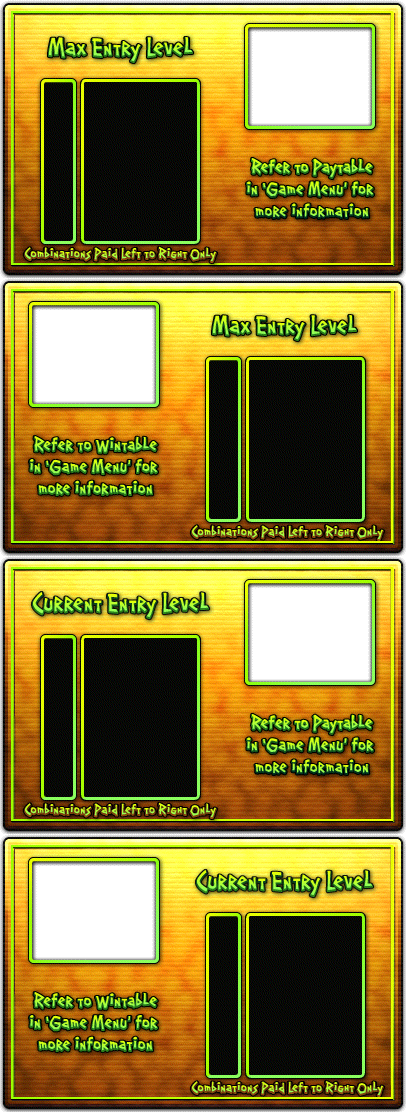 Max Entry Level
Refer to Paytable
in 'Game Menu' for
more information
Combinations Paid Left to Right Only
Max Entry Level
Refer to Wintable
in 'Game Menu' for
more information
Combinations Paid Left to Right Only
Current Entry Level
Refer to Paytable
in 'Game Menu' for
more information
Combinations Paid Left to Right Only
Current Entry Level
Refer to Wintable
in 'Game Menu' for
more information
Combinations Paid Left to Right Only